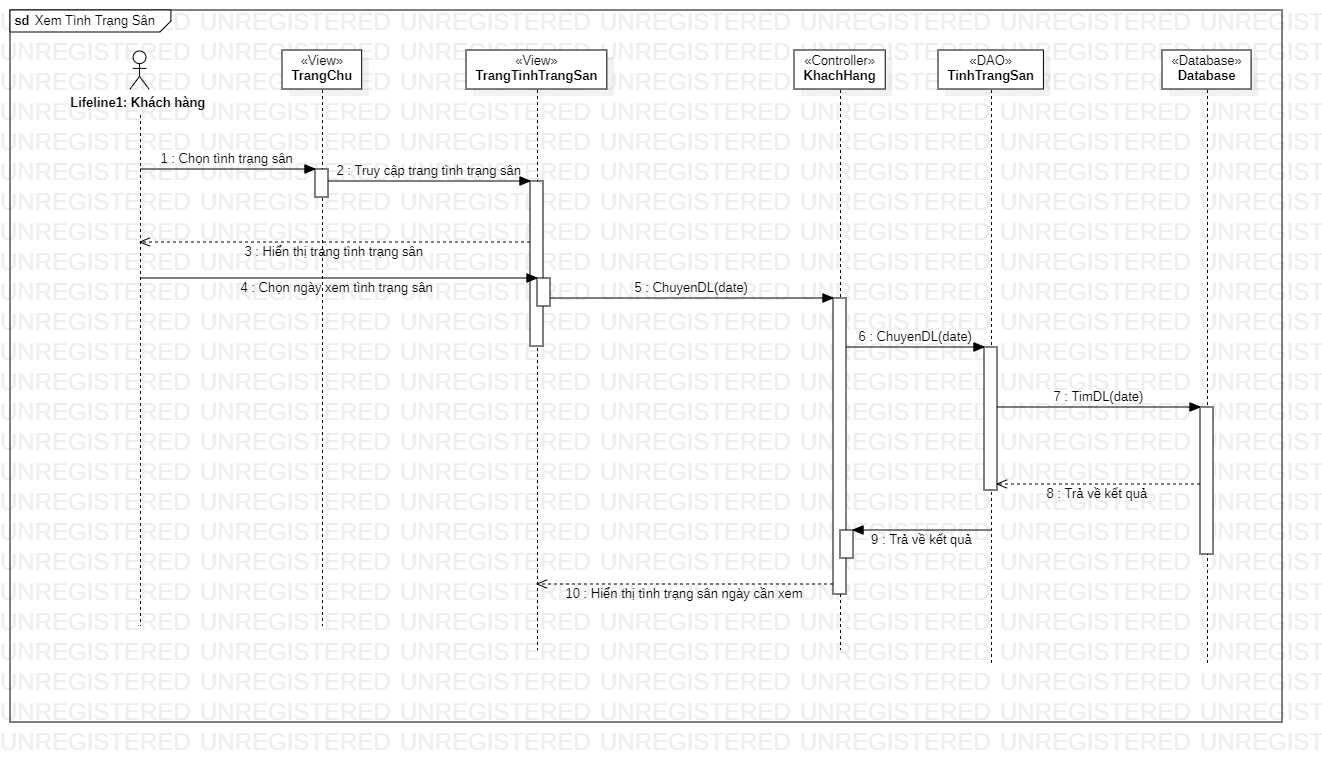 sd Xem Tình Trạng Sân
Lifeline1: Khách hàng
«View»
TrangChu
«View»
TrangTinhTrangSan
«Controller»
KhachHang
«DAO»
TinhTrangSan
«Database»
Database
1 : Chọn tình trạng sân
2 : Truy cập trang tình trạng sân
3 : Hiển thị trang tình trạng sân
4 : Chọn ngày xem tình trạng sân
5 : ChuyenDL(date)
6 : ChuyenDL(date)
7 : TimDL(date)
8 : Trả về kết quả
9 : Trả về kết quả
10 : Hiển thị tình trạng sân ngày cần xem
UNREGISTERED